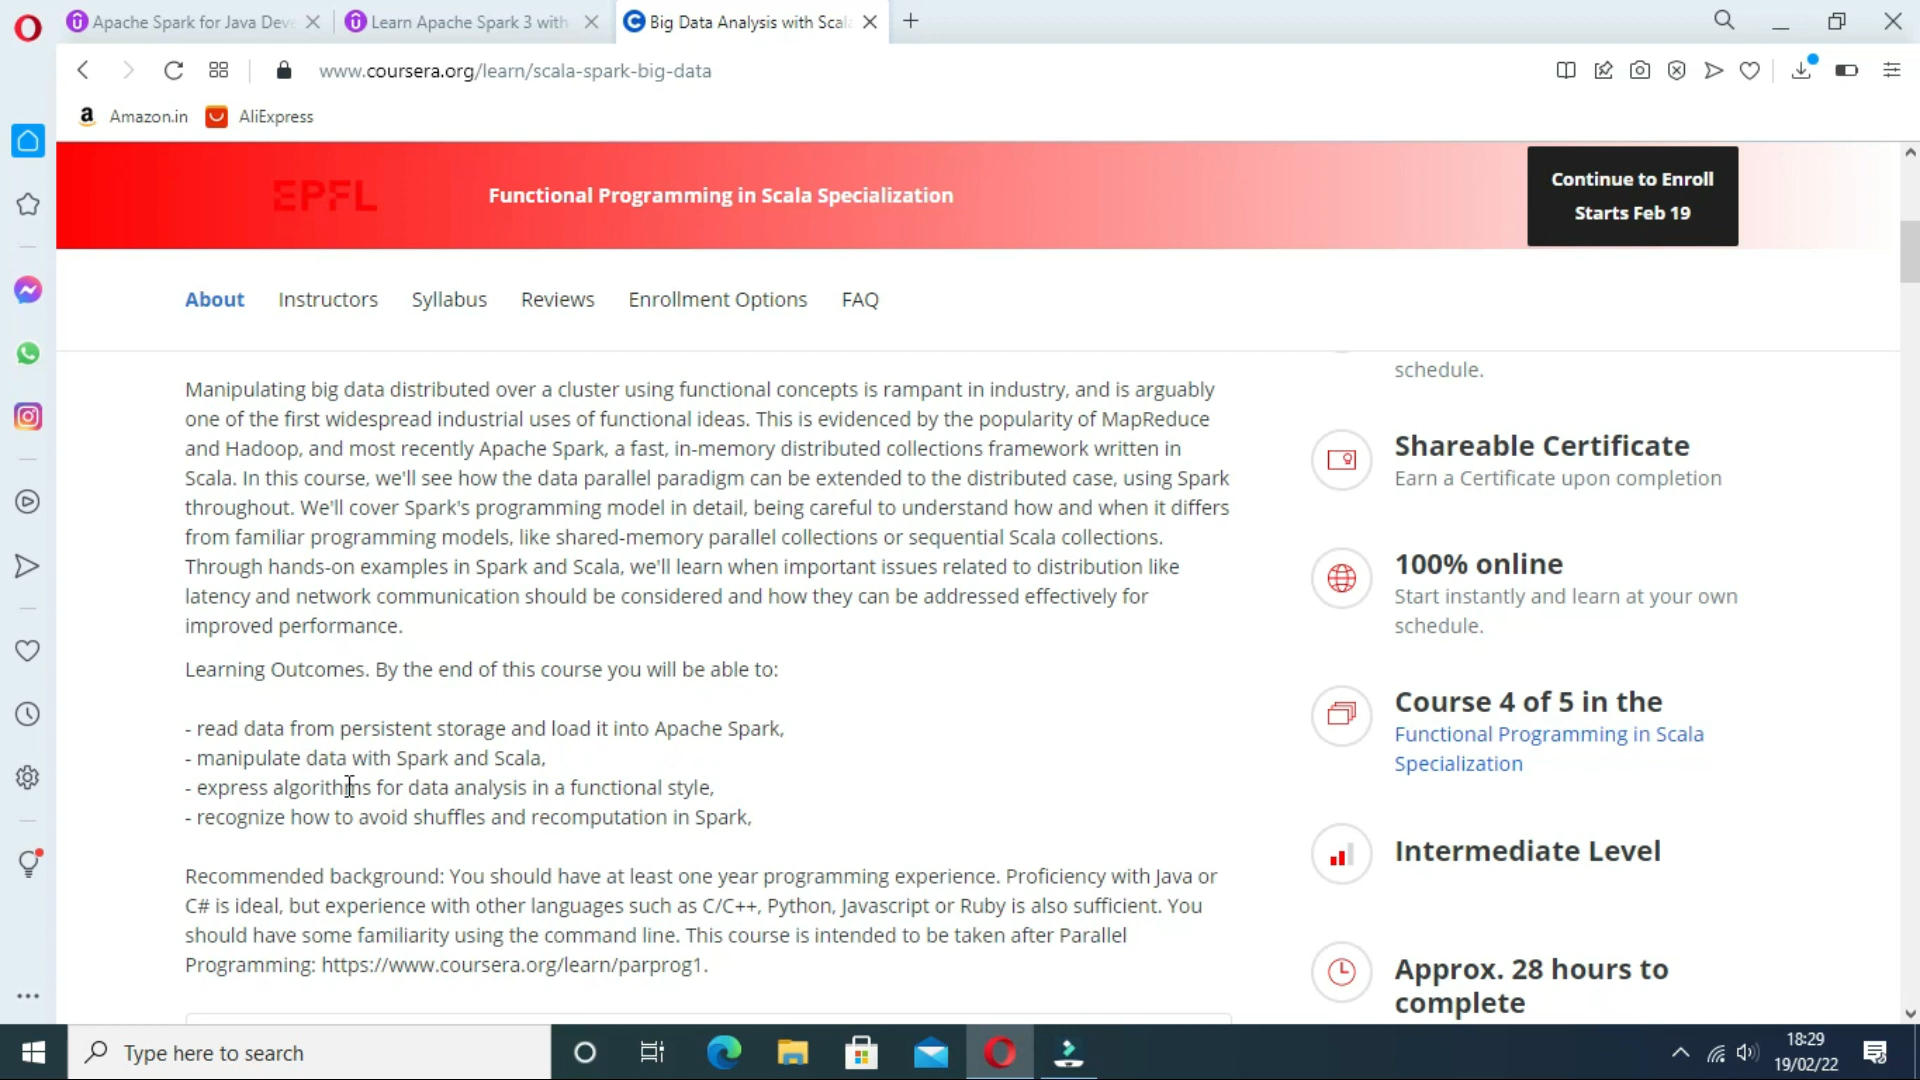 Apache Spark for Java Deve
Learn Apache Spark 3 with
Big Data Analysis with Scala
www.coursera.org/learn/scala-spark-big-data
Amazon.in
AliExpress
EPFL
Functional Programming in Scala Specialization
Continue to Enroll
Starts Feb 19
About
Instructors
Syllabus
Reviews
Enrollment Options
FAQ
Manipulating big data distributed over a cluster using functional concepts is rampant in industry, and is arguably
one of the first widespread industrial uses of functional ideas. This is evidenced by the popularity of MapReduce
and Hadoop, and most recently Apache Spark, a fast, in-memory distributed collections framework written in
Scala. In this course, we'll see how the data parallel paradigm can be extended to the distributed case, using Spark
throughout. We'll cover Spark's programming model in detail, being careful to understand how and when it differs
from familiar programming models, like shared-memory parallel collections or sequential Scala collections.
Through hands-on examples in Spark and Scala, we'll learn when important issues related to distribution like
latency and network communication should be considered and how they can be addressed effectively for
improved performance.
Learning Outcomes. By the end of this course you will be able to:
- read data from persistent storage and load it into Apache Spark,
- manipulate data with Spark and Scala,
- express algorithms for data analysis in a functional style,
- recognize how to avoid shuffles and recomputation in Spark,
Recommended background: You should have at least one year programming experience. Proficiency with Java or
C# is ideal, but experience with other languages such as C/C++, Python, Javascript or Ruby is also sufficient. You
should have some familiarity using the command line. This course is intended to be taken after Parallel
Programming: https://www.coursera.org/learn/parprog1.
schedule.
Shareable Certificate
Earn a Certificate upon completion
100% online
Start instantly and learn at your own
schedule.
Course 4 of 5 in the
Functional Programming in Scala
Specialization
Intermediate Level
Approx. 28 hours to
complete
Type here to search
18:29
19/02/22